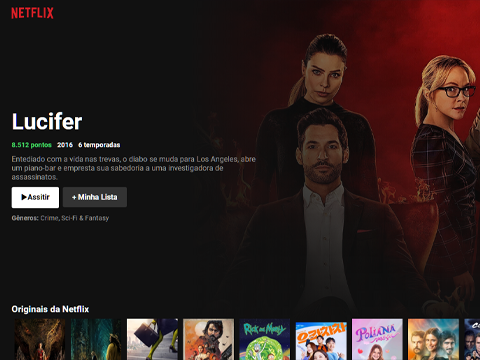 NETFLIX
Lucifer
8.512 pontos 2016 6 temporadas
Entediado com a vida nas trevas, o diabo se muda para Los Angeles, abre
um piano-bar e empresta sua sabedoria a uma investigadora de
assassinatos.
▶Assitir + Minha Lista
Gêneros: Crime, Sci-Fi & Fantasy
Originais da Netflix
Rick and Morty
POLIANA